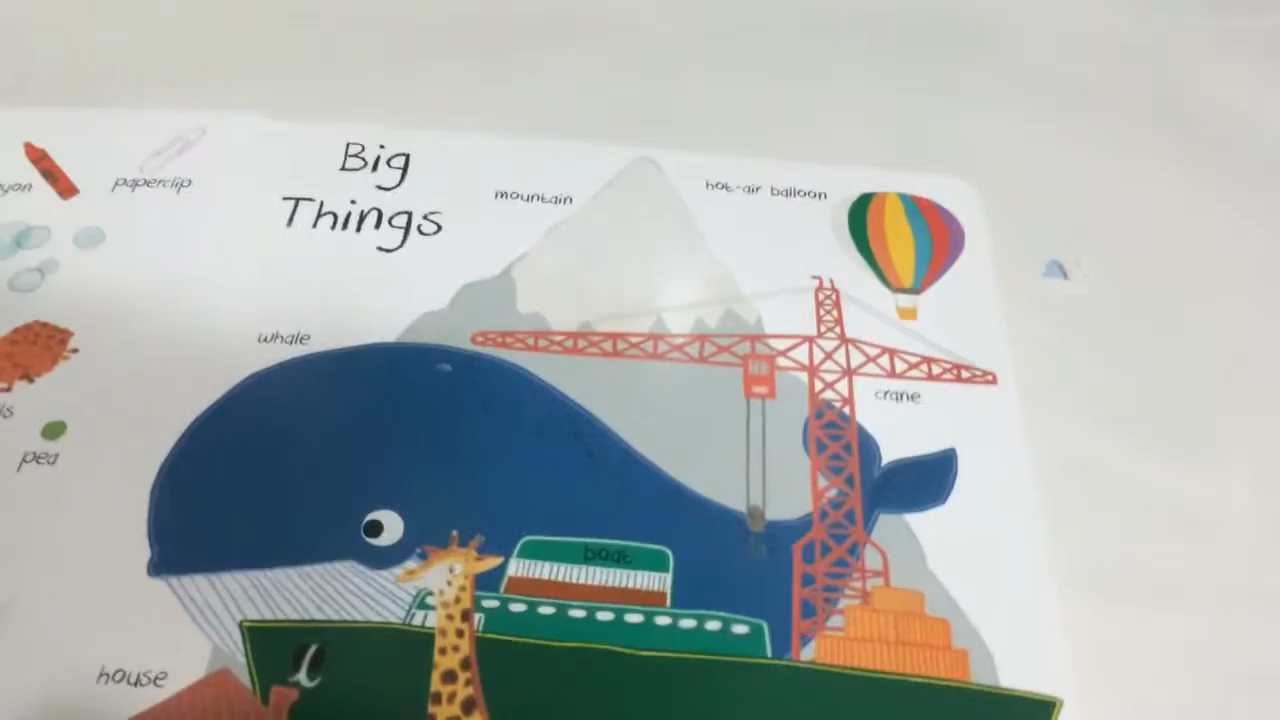 paperclip
pea
Big
Things
mountain
hot-air balloon
whale
crane
boat
house